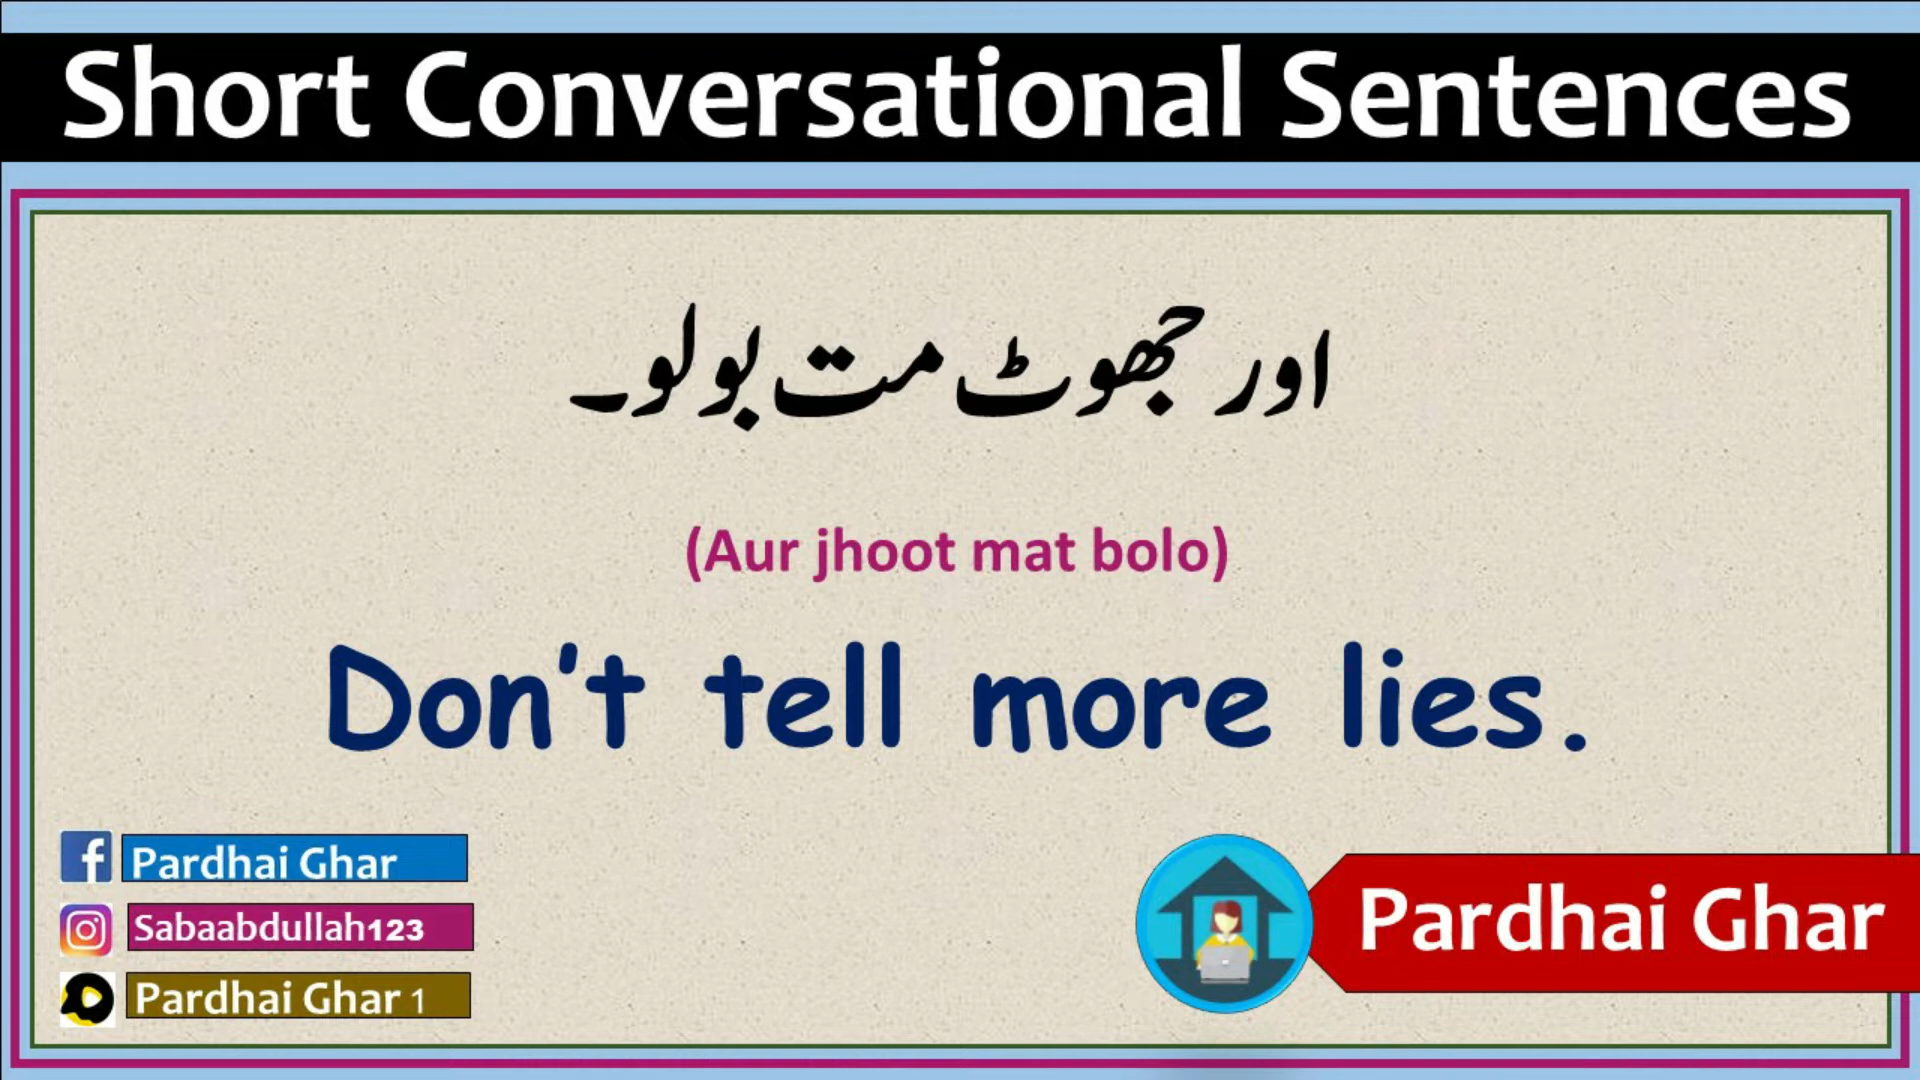 Short Conversational Sentences
اور جھوٹ مت بولو۔
(Aur jhoot mat bolo)
Don't tell more lies.
Pardhai Ghar
Sabaabdullah123
Pardhai Ghar 1
Pardhai Ghar